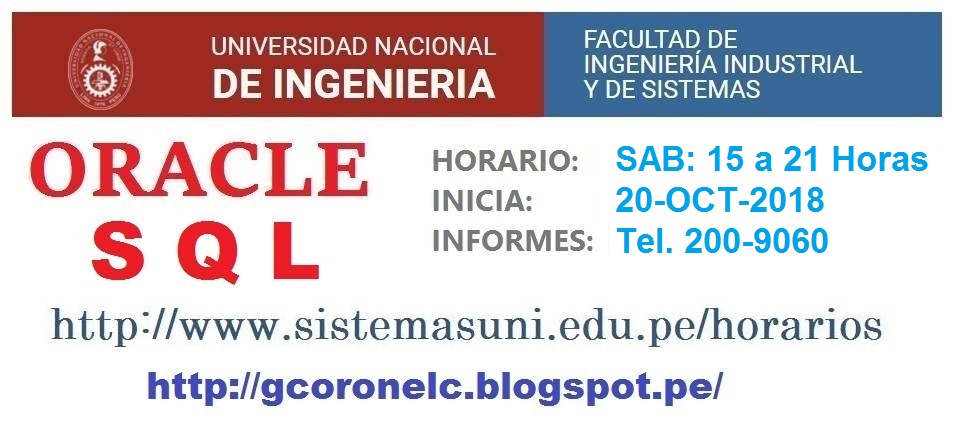 UNIVERSIDAD NACIONAL
DE INGENIERIA
FACULTAD DE
INGENIERÍA INDUSTRIAL
Y DE SISTEMAS
ORACLE
SQL
HORARIO: SAB: 15 a 21 Horas
INICIA: 20-OCT-2018
INFORMES: Tel. 200-9060
http://www.sistemasuni.edu.pe/horarios
http://gcoronelc.blogspot.pe/